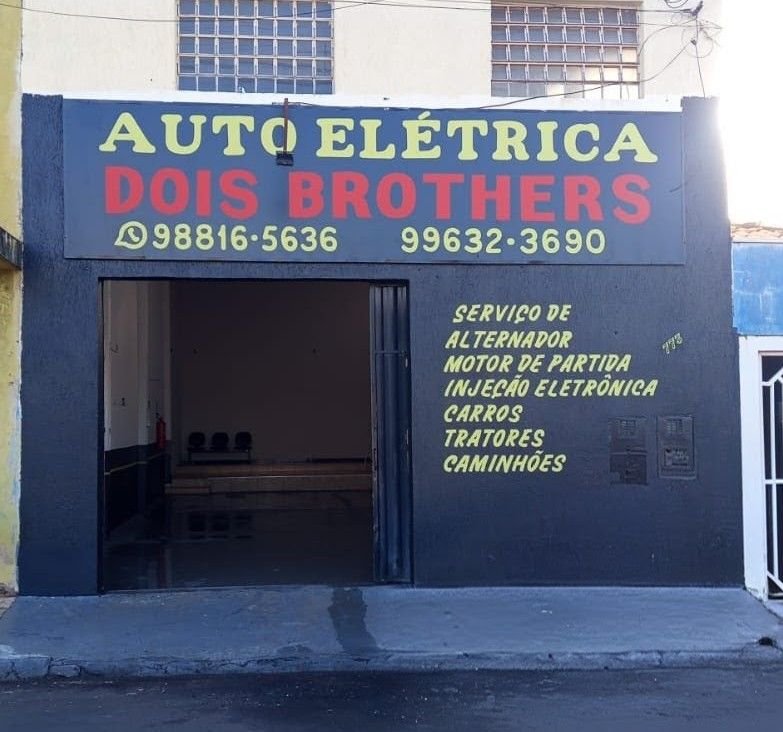 AUTO ELÉTRICA
DOIS BROTHERS
98816-5636 99632-3690
SERVIÇO DE
ALTERNADOR
MOTOR DE PARTIDA
INJEÇÃO ELETRÔNICA
CARROS
TRATORES
CAMINHÕES